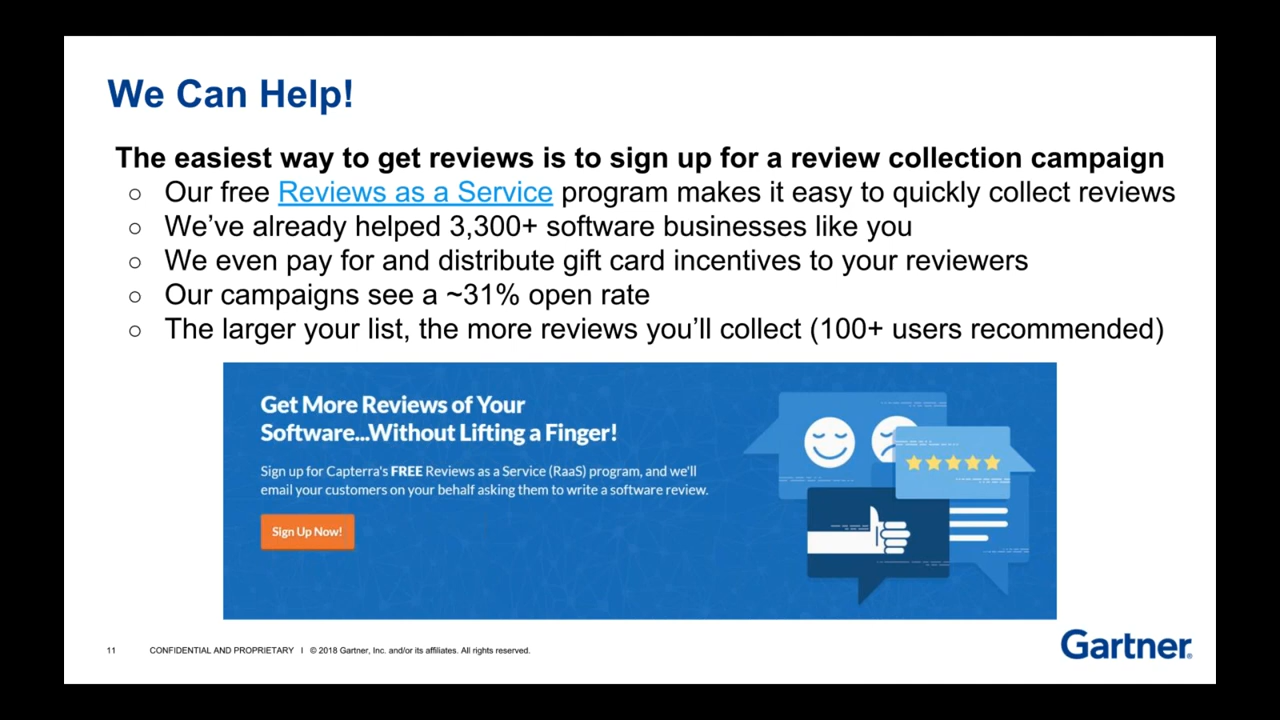 We Can Help!
The easiest way to get reviews is to sign up for a review collection campaign
○ Our free Reviews as a Service program makes it easy to quickly collect reviews
○ We’ve already helped 3,300+ software businesses like you
○ We even pay for and distribute gift card incentives to your reviewers
○ Our campaigns see a ~31% open rate
○ The larger your list, the more reviews you’ll collect (100+ users recommended)
Get More Reviews of Your
Software...Without Lifting a Finger!
Sign up for Capterra's FREE Reviews as a Service (RaaS) program, and we'll
email your customers on your behalf asking them to write a software review.
Sign Up Now!
11 CONFIDENTIAL AND PROPRIETARY I © 2018 Gartner, Inc. and/or its affiliates. All rights reserved.
Gartner®